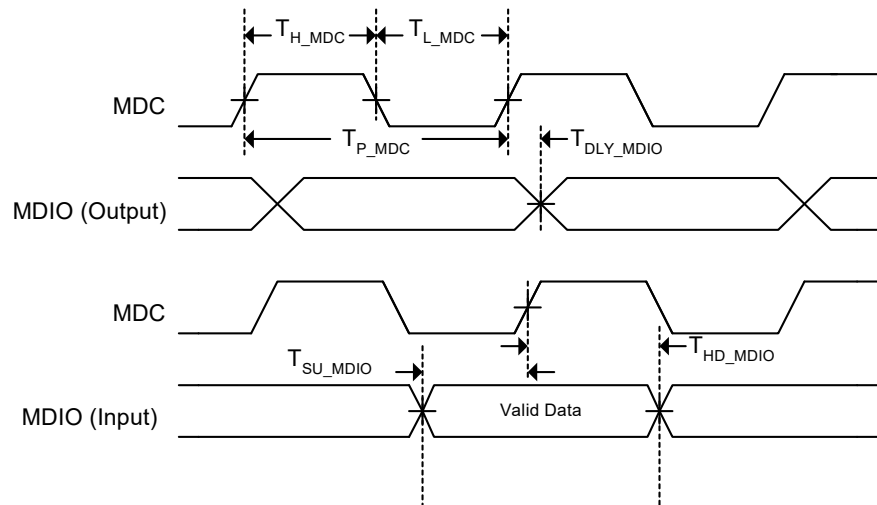 T_H_MDC T_L_MDC
MDC
T_P_MDC T_DLY_MDIO
MDIO (Output)
MDC
T_SU_MDIO T_HD_MDIO
MDIO (Input) Valid Data